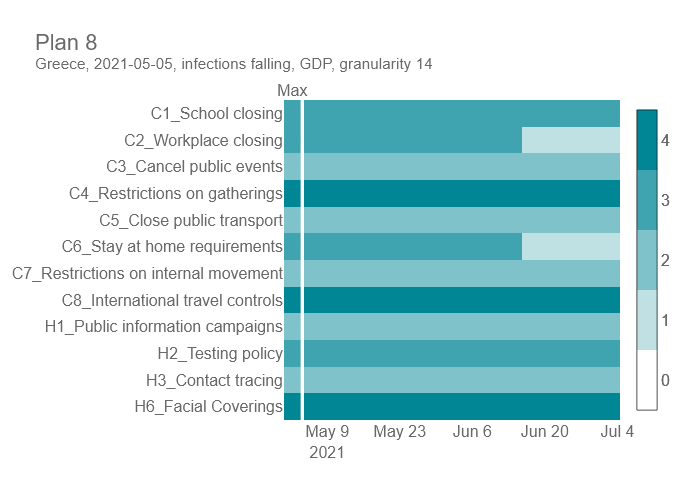 Plan 8
Greece, 2021-05-05, infections falling, GDP, granularity 14
Max
C1_School closing
C2_Workplace closing
C3_Cancel public events
C4_Restrictions on gatherings
C5_Close public transport
C6_Stay at home requirements
C7_Restrictions on internal movement
C8_International travel controls
H1_Public information campaigns
H2_Testing policy
H3_Contact tracing
H6_Facial Coverings
4
3
2
1
0
May 9 May 23 Jun 6 Jun 20 Jul 4
2021